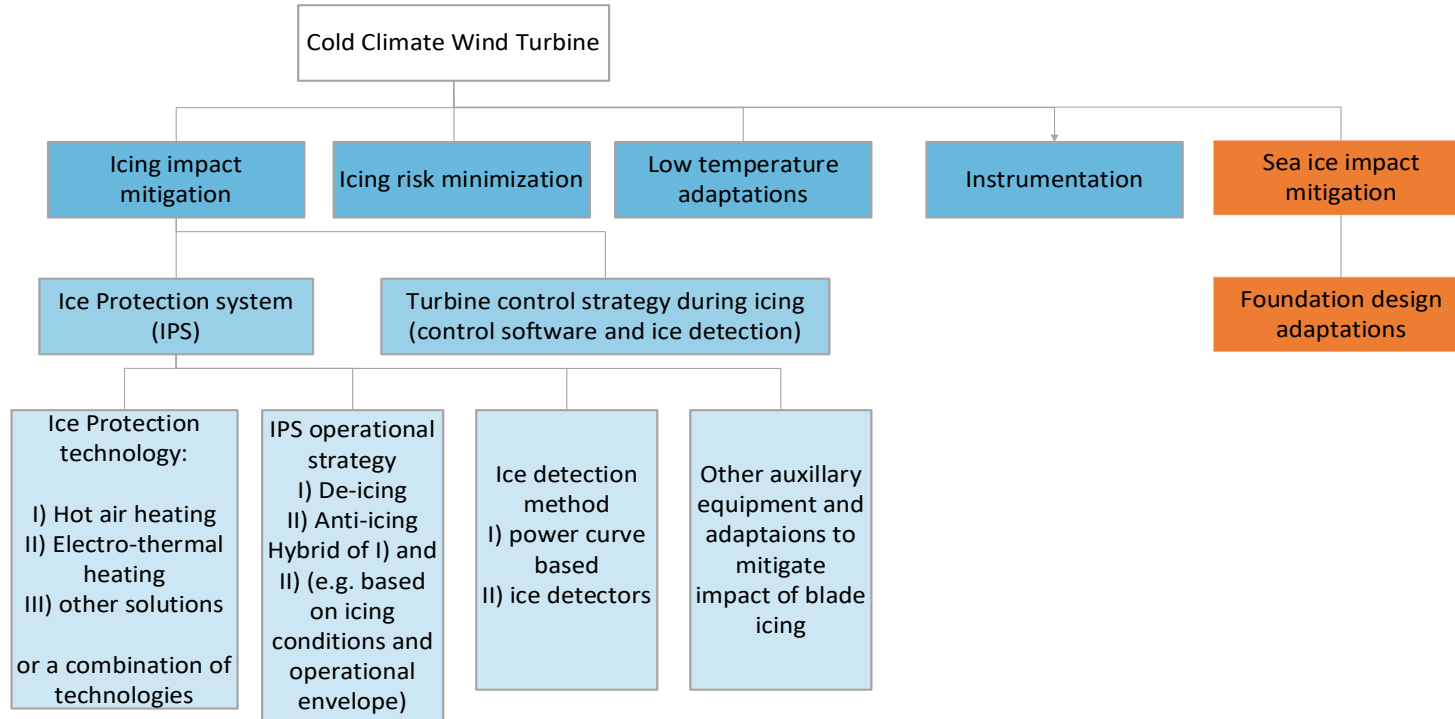 Cold Climate Wind Turbine
Icing impact
mitigation
Icing risk minimization
Low temperature
adaptations
Instrumentation
Sea ice impact
mitigation
Ice Protection system
(IPS)
Turbine control strategy during icing
(control software and ice detection)
Foundation design
adaptations
Ice Protection
technology:
I) Hot air heating
II) Electro-thermal
heating
III) other solutions
or a combination of
technologies
IPS operational
strategy
I) De-icing
II) Anti-icing
Hybrid of I) and
II) (e.g. based
on icing
conditions and
operational
envelope)
Ice detection
method
I) power curve
based
II) ice detectors
Other auxillary
equipment and
adaptaions to
mitigate
impact of blade
icing